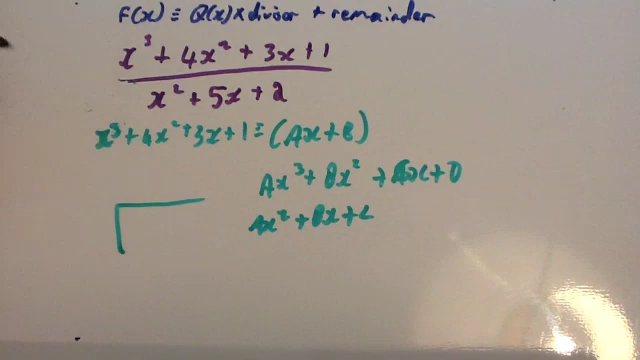 F(x) ≡ Q(x) × divisor + remainder
x³ + 4x² + 3x + 1
x² + 5x + 2
x³ + 4x² + 3x + 1 ≡ (Ax + B)
Ax³ + Bx² + Cx + D
Ax² + Bx + C